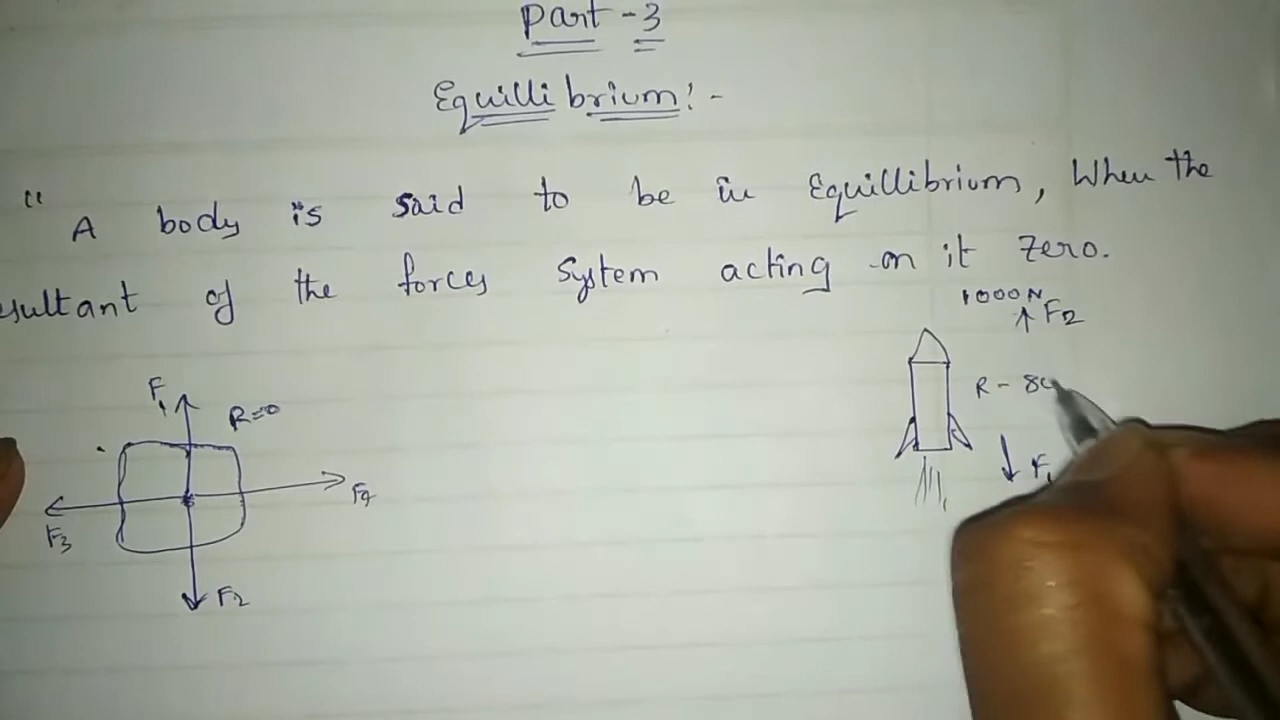 Part - 3
Equillibrium! -
" A body is said to be in Equillibrium, When the
esultant of the forces System acting on it Zero.
1000N
↑ F2
R - 80
↓ F1
F1
R=0
F4
F3
F2